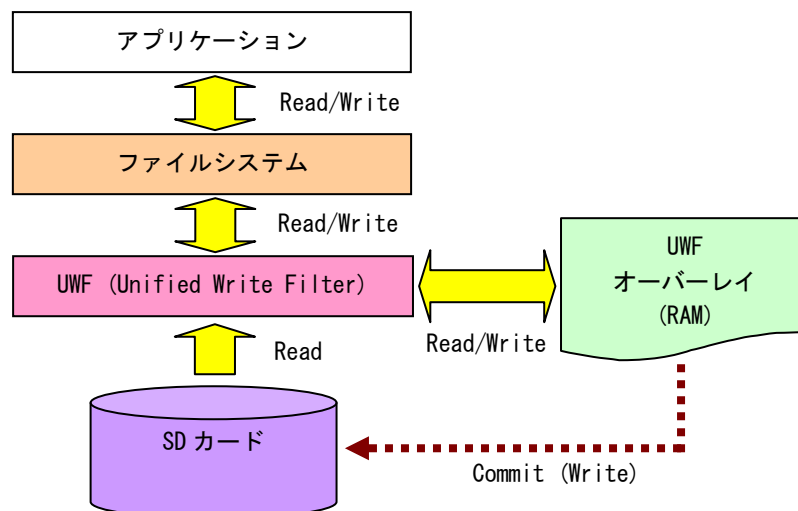 アプリケーション
Read/Write
ファイルシステム
Read/Write
UWF (Unified Write Filter)
UWF
オーバーレイ
(RAM)
Read/Write
Read
SD カード
Commit (Write)